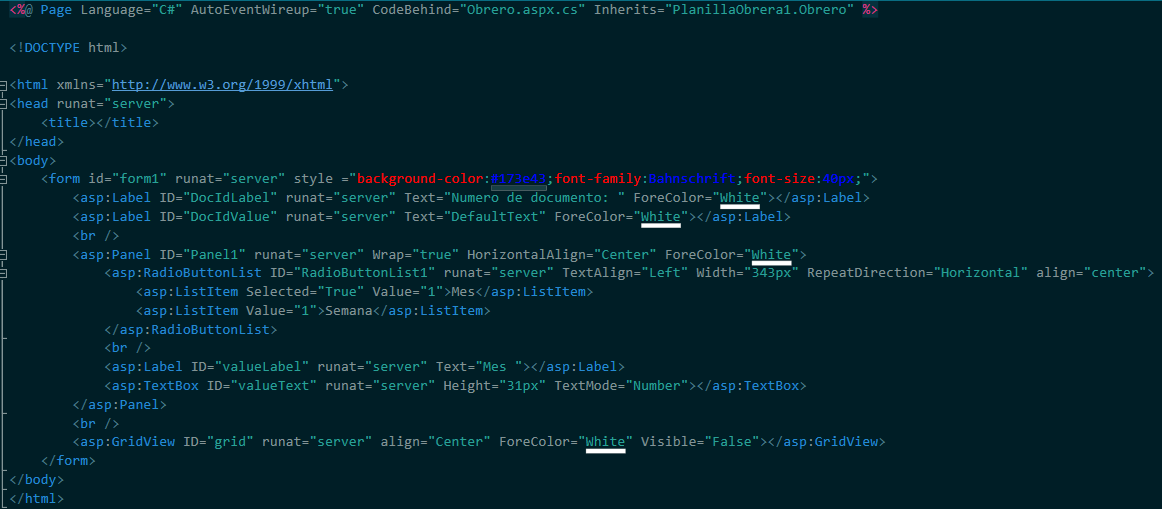 <%@ Page Language="C#" AutoEventWireup="true" CodeBehind="Obrero.aspx.cs" Inherits="PlanillaObrera1.Obrero" %>
<!DOCTYPE html>
<html xmlns="http://www.w3.org/1999/xhtml">
<head runat="server">
<title></title>
</head>
<body>
<form id="form1" runat="server" style ="background-color:#173e43;font-family:Bahnschrift;font-size:40px;">
<asp:Label ID="DocIdLabel" runat="server" Text="Numero de documento: " ForeColor="White"></asp:Label>
<asp:Label ID="DocIdValue" runat="server" Text="DefaultText" ForeColor="White"></asp:Label>
<br />
<asp:Panel ID="Panel1" runat="server" Wrap="true" HorizontalAlign="Center" ForeColor="White">
<asp:RadioButtonList ID="RadioButtonList1" runat="server" TextAlign="Left" Width="343px" RepeatDirection="Horizontal" align="center">
<asp:ListItem Selected="True" Value="1">Mes</asp:ListItem>
<asp:ListItem Value="1">Semana</asp:ListItem>
</asp:RadioButtonList>
<br />
<asp:Label ID="valueLabel" runat="server" Text="Mes "></asp:Label>
<asp:TextBox ID="valueText" runat="server" Height="31px" TextMode="Number"></asp:TextBox>
</asp:Panel>
<br />
<asp:GridView ID="grid" runat="server" align="Center" ForeColor="White" Visible="False"></asp:GridView>
</form>
</body>
</html>